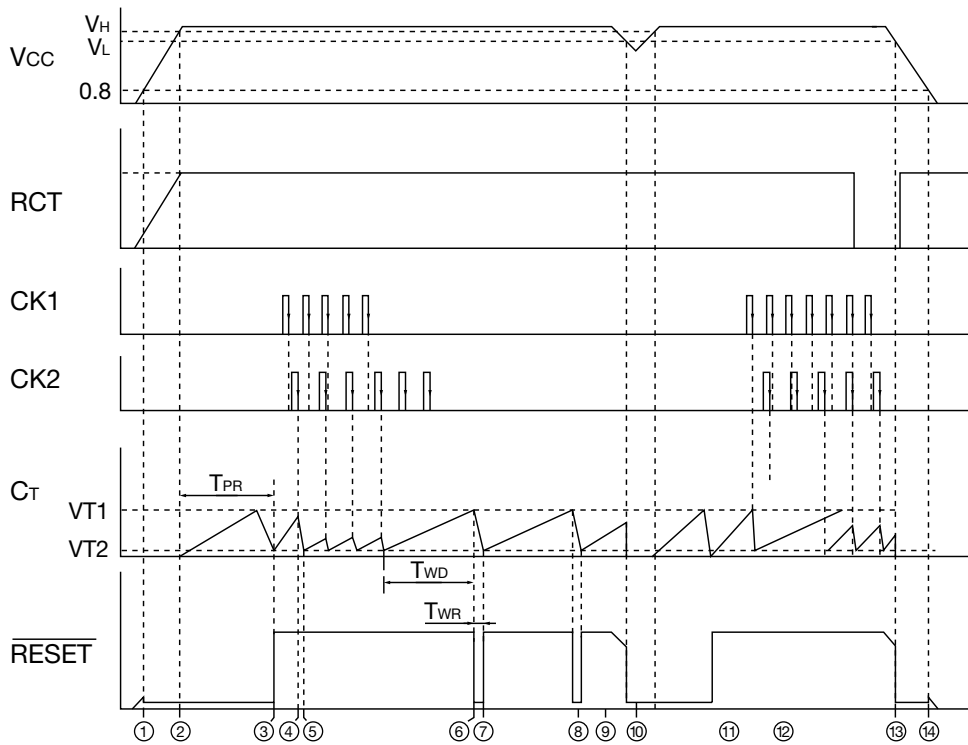 VH
VL
VCC
0.8
RCT
CK1
CK2
TPR
CT
VT1
VT2
TWD
TWR
RESET
① ② ③ ④ ⑤ ⑥ ⑦ ⑧ ⑨ ⑩ ⑪ ⑫ ⑬ ⑭